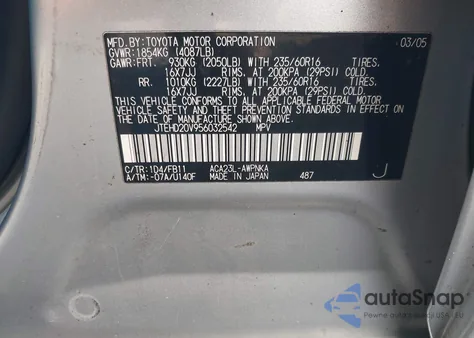 MFD.BY: TOYOTA MOTOR CORPORATION 03/05
GVWR: 1854KG (4087LB)
GAWR: FRT. 930KG (2050LB) WITH 235/60R16 TIRES.
16X7JJ RIMS, AT 200KPA (29PSI) COLD.
RR. 1010KG (2227LB) WITH 235/60R16 TIRES.
16X7JJ RIMS, AT 200KPA (29PSI) COLD.
THIS VEHICLE CONFORMS TO ALL APPLICABLE FEDERAL MOTOR
VEHICLE SAFETY AND BUMPER STANDARDS IN EFFECT ON
THE DATE OF MANUFACTURE SHOWN ABOVE.
JTEHD20V956032542 MPV
C/TR: 1D4/FB11 ACA23L-AWPNKA
A/TM: -07A/U140F MADE IN JAPAN 487 J
autoSnap